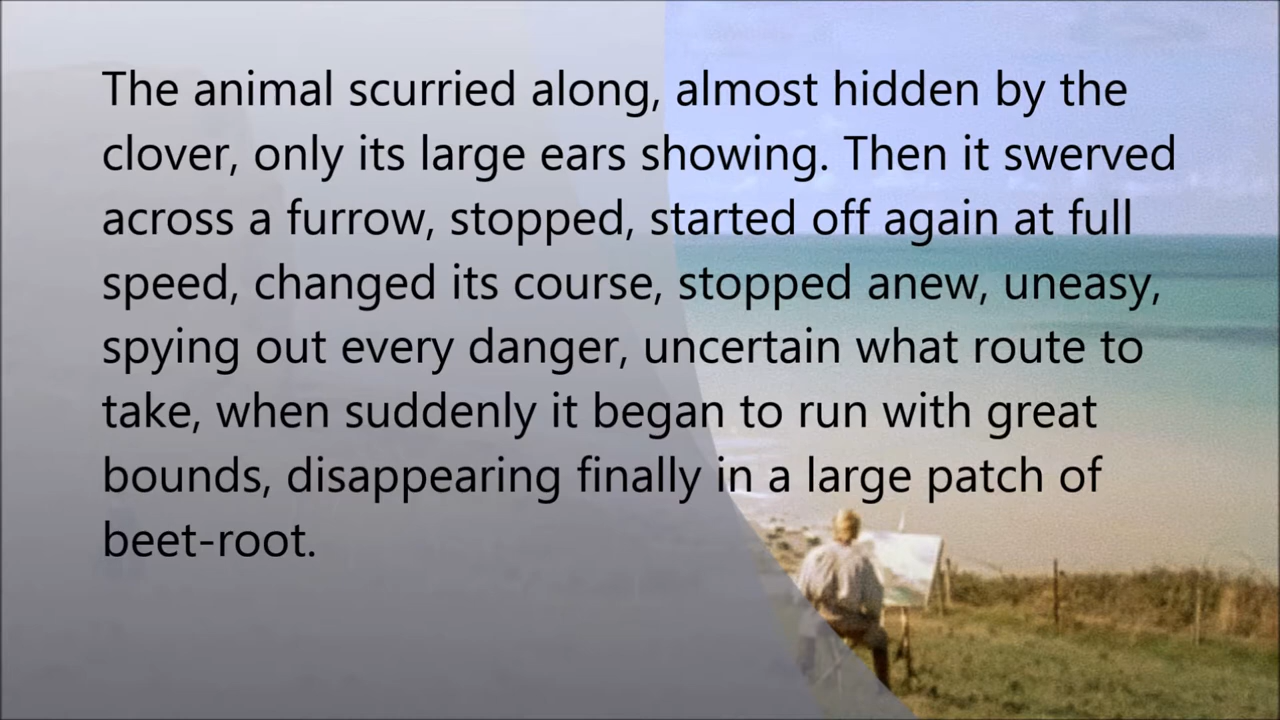 The animal scurried along, almost hidden by the
clover, only its large ears showing. Then it swerved
across a furrow, stopped, started off again at full
speed, changed its course, stopped anew, uneasy,
spying out every danger, uncertain what route to
take, when suddenly it began to run with great
bounds, disappearing finally in a large patch of
beet-root.